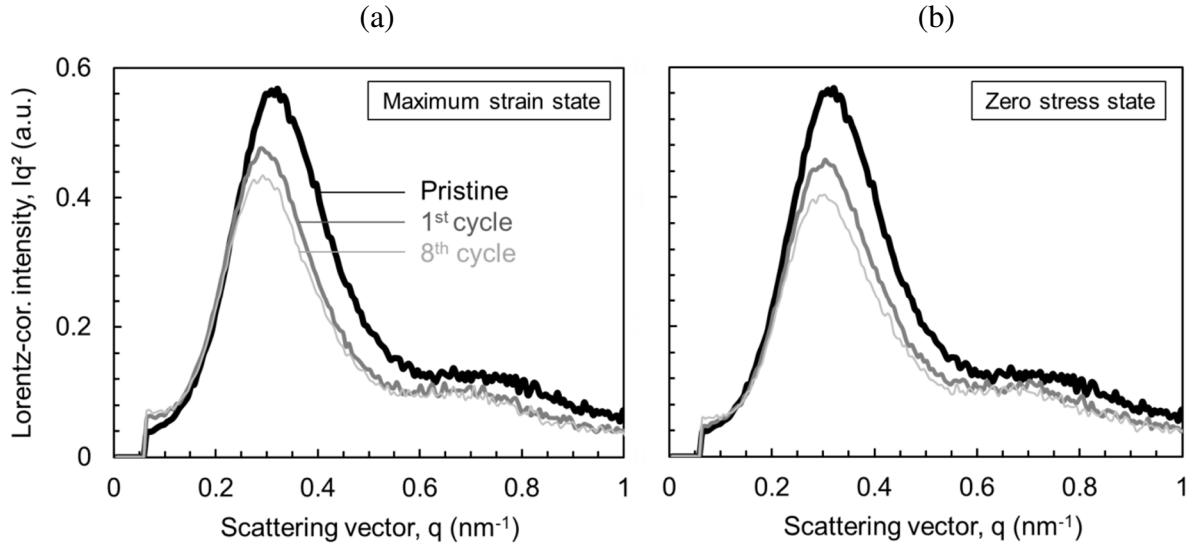 (a)
(b)
Lorentz-cor. intensity, Iq² (a.u.)
0.6
0.4
0.2
0
Maximum strain state
Pristine
1st cycle
8th cycle
0 0.2 0.4 0.6 0.8 1
Scattering vector, q (nm-1)
Zero stress state
0 0.2 0.4 0.6 0.8 1
Scattering vector, q (nm-1)